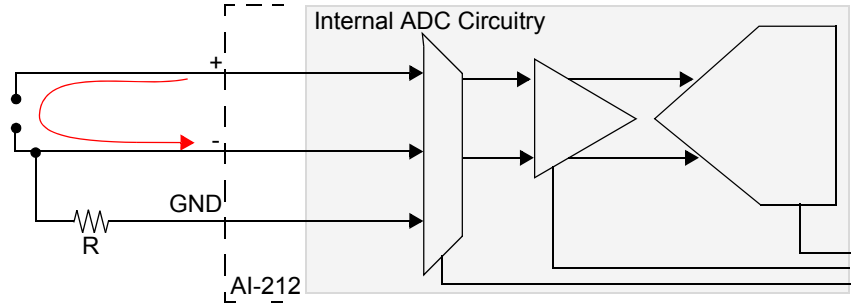 Internal ADC Circuitry
+
-
GND
R
AI-212